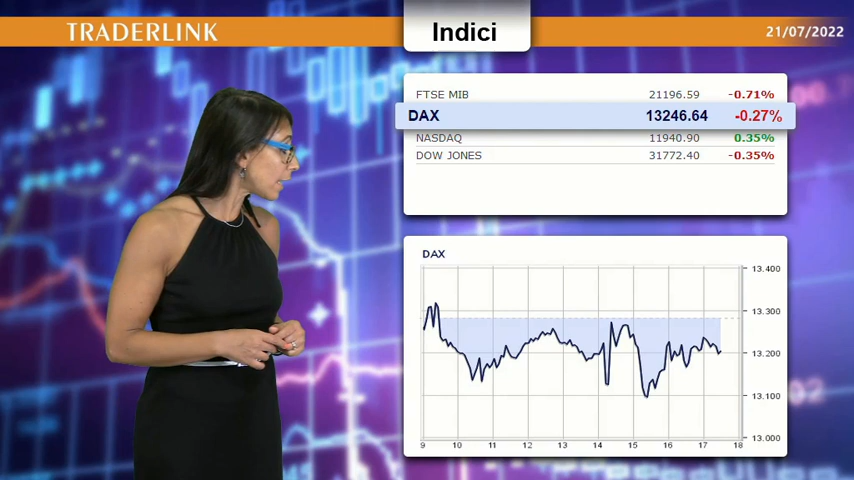 TRADERLINK
Indici
21/07/2022
FTSE MIB 21196.59 -0.71%
DAX 13246.64 -0.27%
NASDAQ 11940.90 0.35%
DOW JONES 31772.40 -0.35%
DAX
13.400
13.300
13.200
13.100
13.000
9 10 11 12 13 14 15 16 17 18